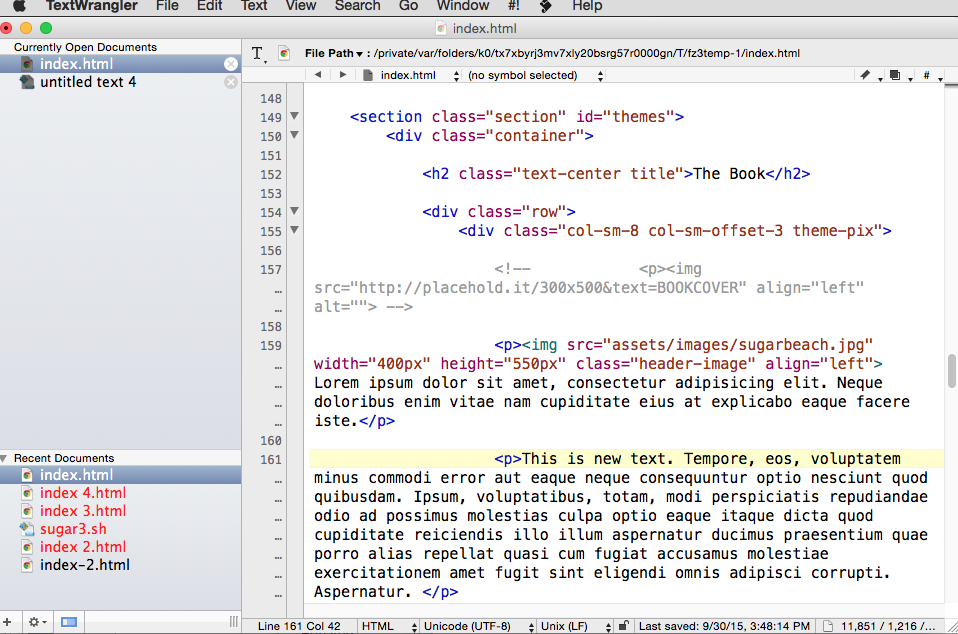 TextWrangler File Edit Text View Search Go Window #! Help
index.html
Currently Open Documents
index.html
untitled text 4
Recent Documents
index.html
index 4.html
index 3.html
sugar3.sh
index 2.html
index-2.html
File Path ▾ : /private/var/folders/k0/tx7xbyrj3mv7xly20bsrg57r0000gn/T/fz3temp-1/index.html
index.html (no symbol selected) #
148
149 <section class="section" id="themes">
150 <div class="container">
151
152 <h2 class="text-center title">The Book</h2>
153
154 <div class="row">
155 <div class="col-sm-8 col-sm-offset-3 theme-pix">
156
157 <!-- <p><img
… src="http://placehold.it/300x500&text=BOOKCOVER" align="left"
… alt=""> -->
158
159 <p><img src="assets/images/sugarbeach.jpg"
… width="400px" height="550px" class="header-image" align="left">
… Lorem ipsum dolor sit amet, consectetur adipisicing elit. Neque
… doloribus enim vitae nam cupiditate eius at explicabo eaque facere
… iste.</p>
160
161 <p>This is new text. Tempore, eos, voluptatem
… minus commodi error aut eaque neque consequuntur optio nesciunt quod
… quibusdam. Ipsum, voluptatibus, totam, modi perspiciatis repudiandae
… odio ad possimus molestias culpa optio eaque itaque dicta quod
… cupiditate reiciendis illo illum aspernatur ducimus praesentium quae
… porro alias repellat quasi cum fugiat accusamus molestiae
… exercitationem amet fugit sint eligendi omnis adipisci corrupti.
… Aspernatur. </p>
Line 161 Col 42 HTML Unicode (UTF-8) Unix (LF) Last saved: 9/30/15, 3:48:14 PM 11,851 / 1,216 /…